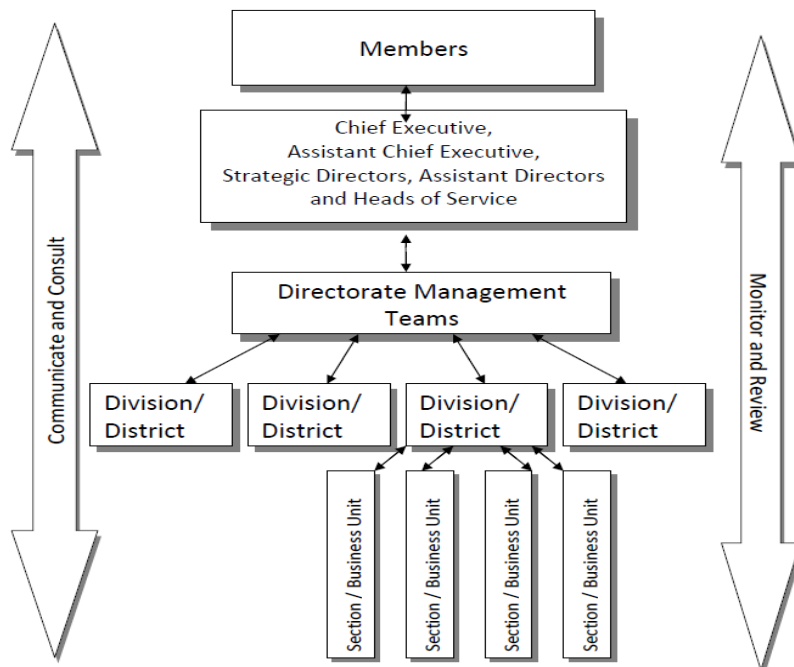 Members
Chief Executive,
Assistant Chief Executive,
Strategic Directors, Assistant Directors
and Heads of Service
Communicate and Consult
Monitor and Review
Directorate Management
Teams
Division/
District
Division/
District
Division/
District
Division/
District
Section / Business Unit
Section / Business Unit
Section / Business Unit
Section / Business Unit